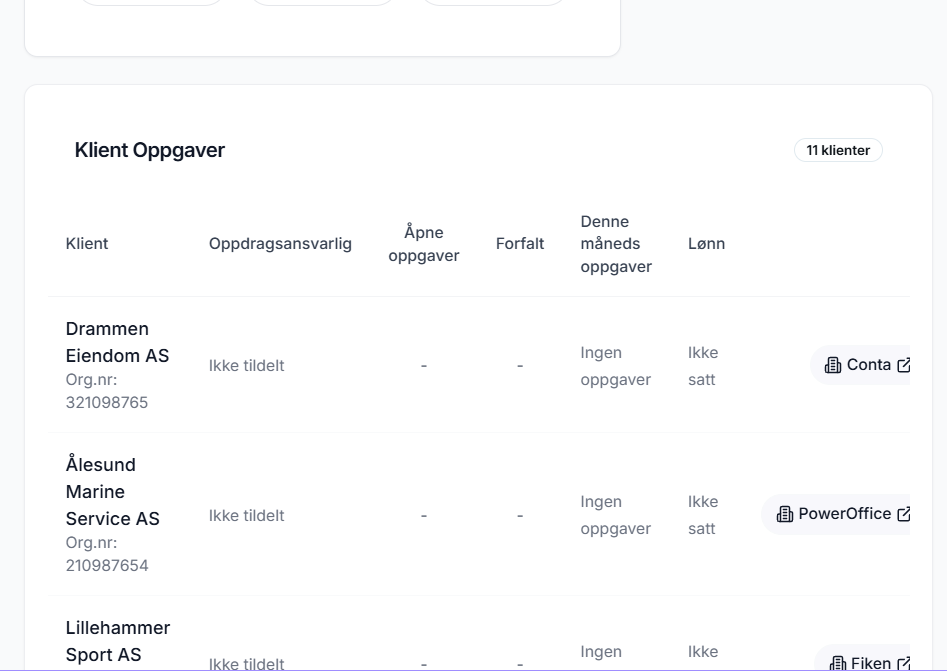 Klient Oppgaver
11 klienter
Klient
Oppdragsansvarlig
Åpne
oppgaver
Forfalt
Denne
måneds
oppgaver
Lønn
Drammen
Eiendom AS
Org.nr:
321098765
Ikke tildelt
-
-
Ingen
oppgaver
Ikke
satt
Conta
Ålesund
Marine
Service AS
Org.nr:
210987654
Ikke tildelt
-
-
Ingen
oppgaver
Ikke
satt
PowerOffice
Lillehammer
Sport AS
Ikke tildelt
-
-
Ingen
Ikke
Fiken